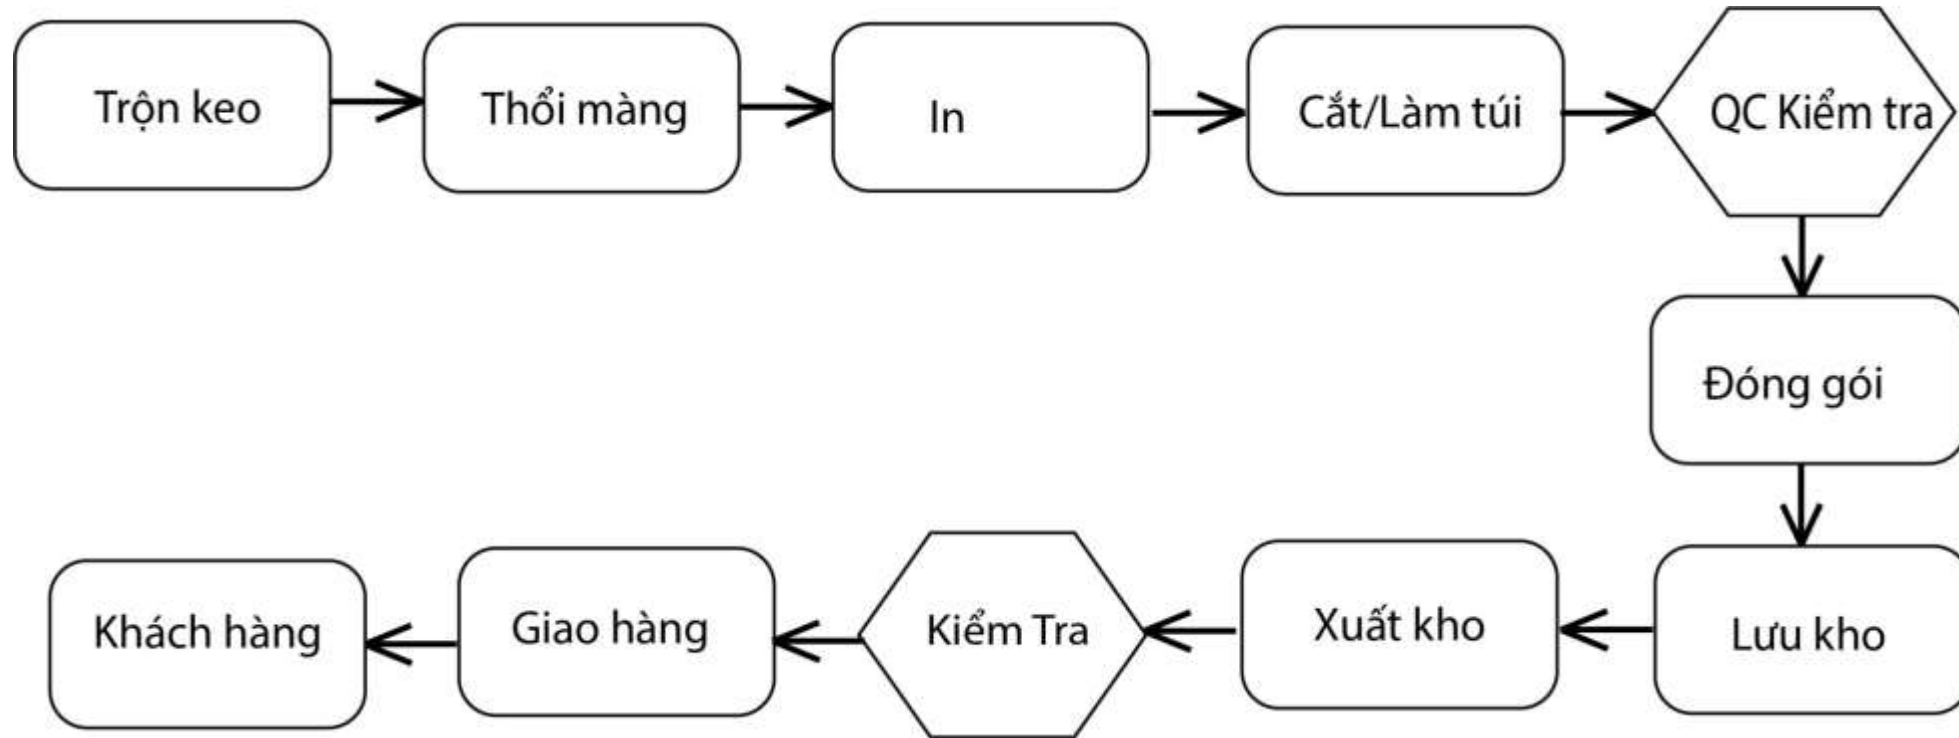 Trộn keo
Thổi màng
In
Cắt/Làm túi
QC Kiểm tra
Đóng gói
Lưu kho
Xuất kho
Kiểm Tra
Giao hàng
Khách hàng